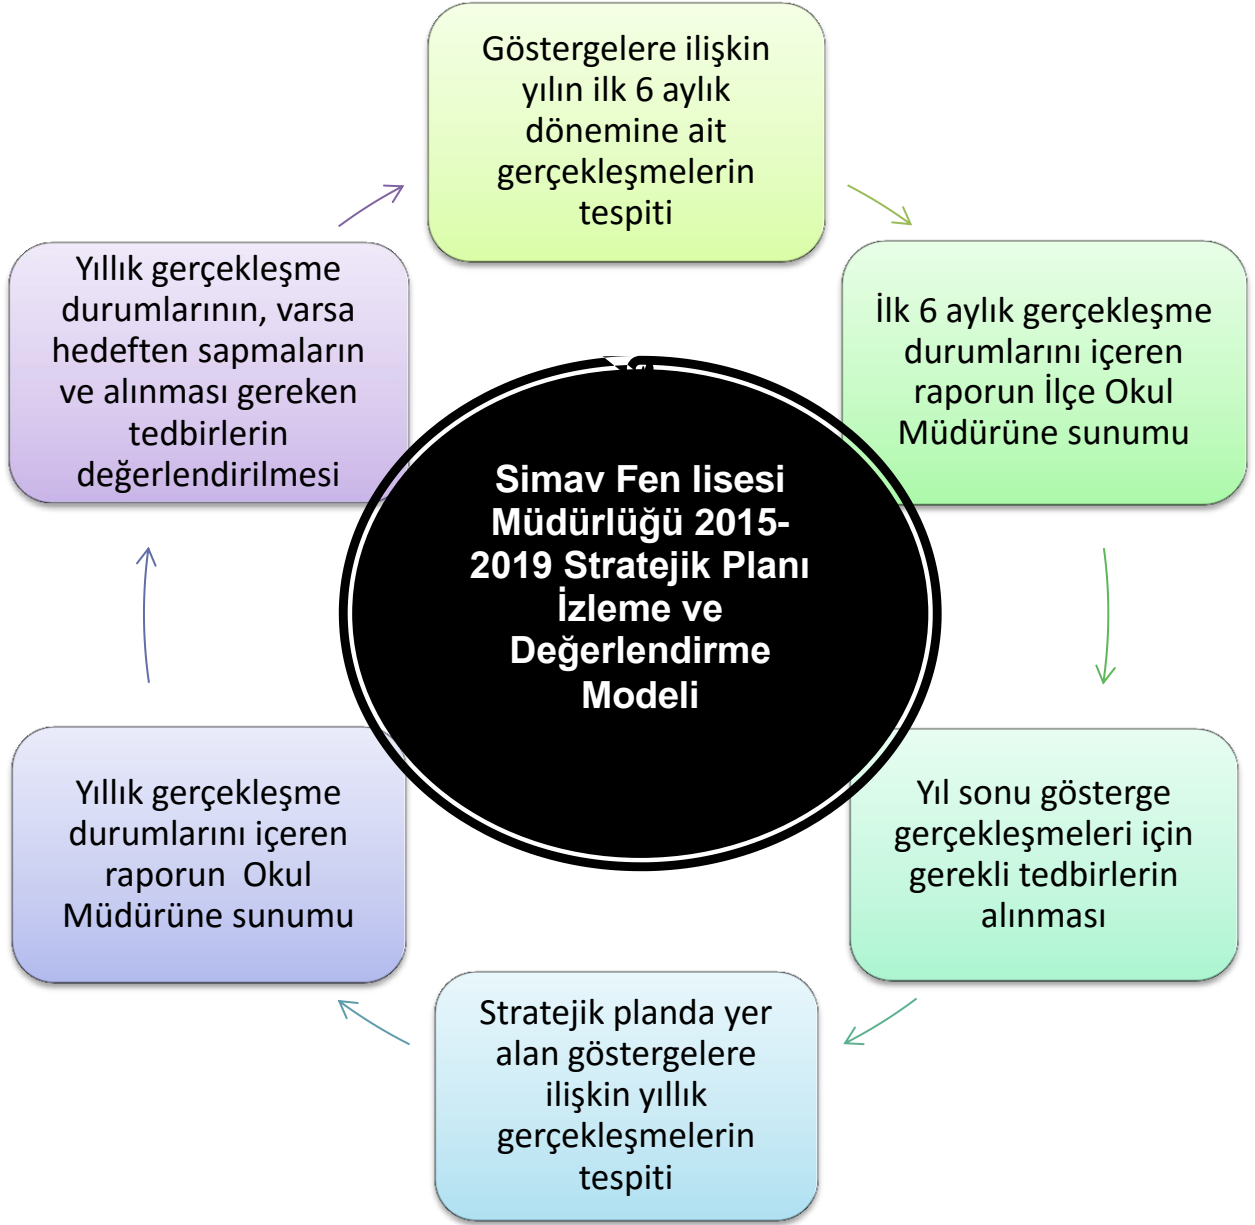 Göstergelere ilişkin
yılın ilk 6 aylık
dönemine ait
gerçekleşmelerin
tespiti
İlk 6 aylık gerçekleşme
durumlarını içeren
raporun İlçe Okul
Müdürüne sunumu
Yıl sonu gösterge
gerçekleşmeleri için
gerekli tedbirlerin
alınması
Stratejik planda yer
alan göstergelere
ilişkin yıllık
gerçekleşmelerin
tespiti
Yıllık gerçekleşme
durumlarını içeren
raporun  Okul
Müdürüne sunumu
Yıllık gerçekleşme
durumlarının, varsa
hedeften sapmaların
ve alınması gereken
tedbirlerin
değerlendirilmesi
Simav Fen lisesi
Müdürlüğü 2015-
2019 Stratejik Planı
İzleme ve
Değerlendirme
Modeli